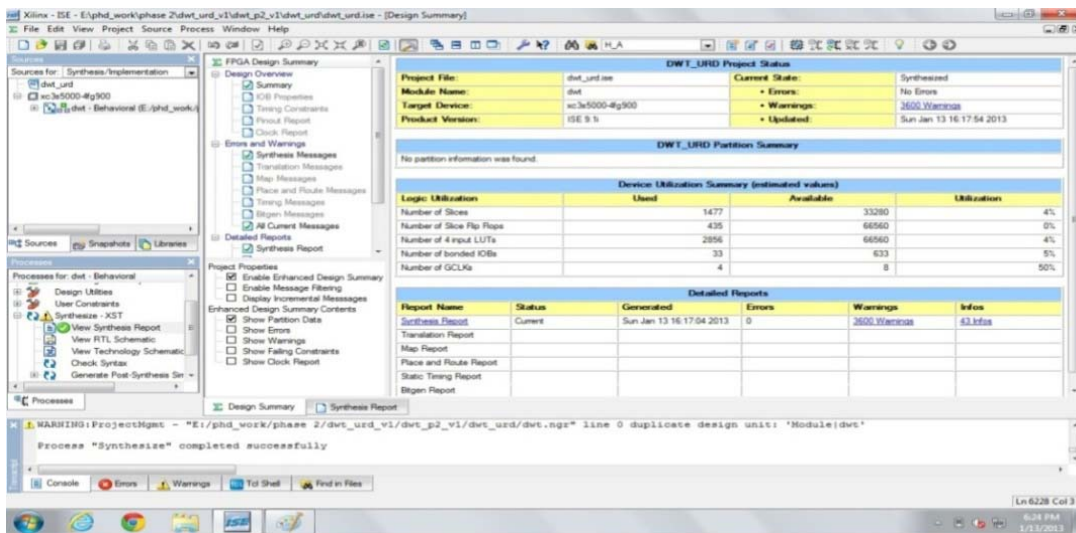 Xilinx - ISE - E:\phd_work\phase 2\dwt_urd_v1\dwt_p2_v1\dwt_urd\dwt_urd.ise - [Design Summary]
File Edit View Project Source Process Window Help
H_A
Sources
Sources for: Synthesis/Implementation
dwt_urd
xc3s5000-4fg900
dwt - Behavioral (E:/phd_work/
Sources Snapshots Libraries
Processes
Processes for: dwt - Behavioral
Design Utilities
User Constraints
Synthesize - XST
View Synthesis Report
View RTL Schematic
View Technology Schematic
Check Syntax
Generate Post-Synthesis Sim
Processes
FPGA Design Summary
Design Overview
Summary
IOB Properties
Timing Constraints
Pinout Report
Clock Report
Errors and Warnings
Synthesis Messages
Translation Messages
Map Messages
Place and Route Messages
Timing Messages
Bitgen Messages
All Current Messages
Detailed Reports
Synthesis Report
Project Properties
Enable Enhanced Design Summary
Enable Message Filtering
Display Incremental Messages
Enhanced Design Summary Contents
Show Partition Data
Show Errors
Show Warnings
Show Failing Constraints
Show Clock Report
Design Summary Synthesis Report
DWT_URD Project Status
Project File: dwt_urd.ise Current State: Synthesized
Module Name: dwt • Errors: No Errors
Target Device: xc3s5000-4fg900 • Warnings: 3600 Warnings
Product Version: ISE 9.1i • Updated: Sun Jan 13 16:17:54 2013
DWT_URD Partition Summary
No partition information was found.
Device Utilization Summary (estimated values)
Logic Utilization Used Available Utilization
Number of Slices 1477 33280 4%
Number of Slice Flip Flops 435 66560 0%
Number of 4 input LUTs 2856 66560 4%
Number of bonded IOBs 33 633 5%
Number of GCLKs 4 8 50%
Detailed Reports
Report Name Status Generated Errors Warnings Infos
Synthesis Report Current Sun Jan 13 16:17:04 2013 0 3600 Warnings 43 Infos
Translation Report
Map Report
Place and Route Report
Static Timing Report
Bitgen Report
WARNING:ProjectMgmt - "E:/phd_work/phase 2/dwt_urd_v1/dwt_p2_v1/dwt_urd/dwt.ngr" line 0 duplicate design unit: 'Module|dwt'
Process "Synthesize" completed successfully
Transcript
Console Errors Warnings Tcl Shell Find in Files
Ln 6228 Col 3
ISE
6:24 PM
1/13/2013